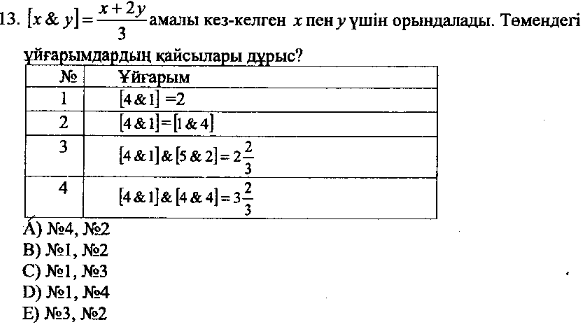 13. [x & y] = (x + 2y)/3 амалы кез-келген x пен y үшін орындалады. Төмендегі
ұйғарымдардың қайсылары дұрыс?
№ Ұйғарым
1 [4 & 1] =2
2 [4 & 1]=[1 & 4]
3 [4 & 1]&[5 & 2] = 2 2/3
4 [4 & 1]&[4 & 4] = 3 2/3
A) №4, №2
B) №1, №2
C) №1, №3
D) №1, №4
E) №3, №2